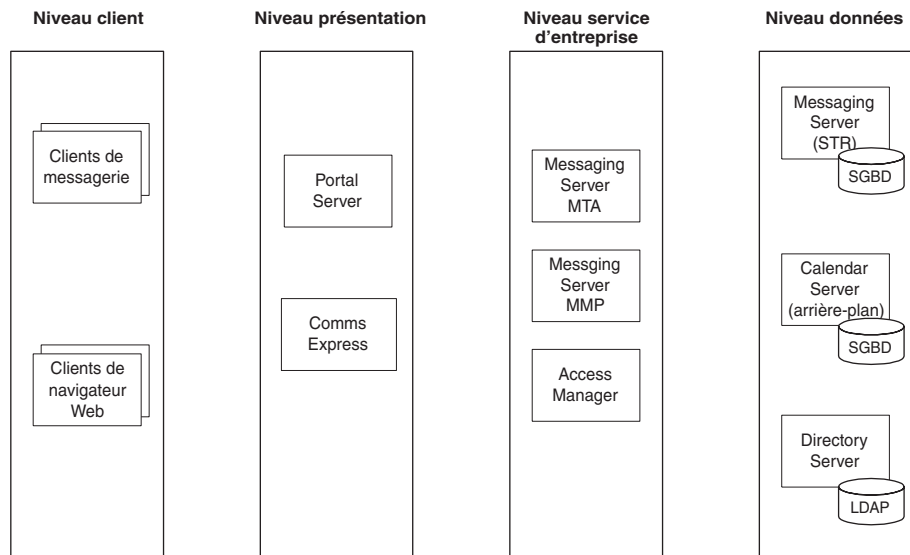 Niveau client
Niveau présentation
Niveau service
d'entreprise
Niveau données
Clients de
messagerie
Clients de
navigateur
Web
Portal
Server
Comms
Express
Messaging
Server
MTA
Messging
Server
MMP
Access
Manager
Messaging
Server
(STR)
SGBD
Calendar
Server
(arrière-plan)
SGBD
Directory
Server
LDAP